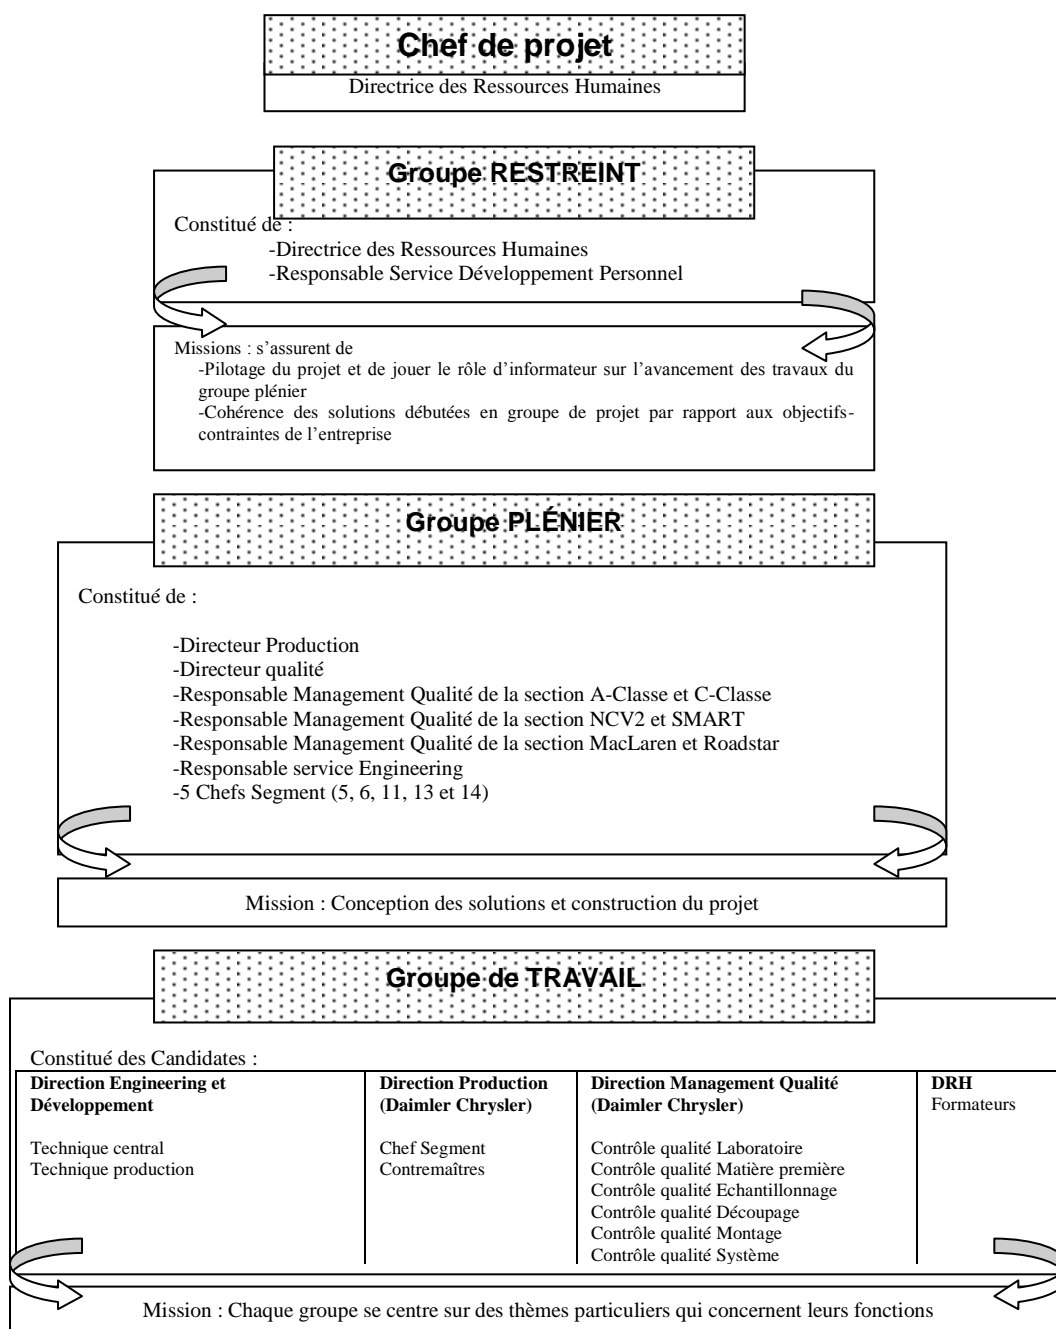 Chef de projet
Directrice des Ressources Humaines
Groupe RESTREINT
Constitué de :
-Directrice des Ressources Humaines
-Responsable Service Développement Personnel
Missions : s’assurent de
-Pilotage du projet et de jouer le rôle d’informateur sur l’avancement des travaux du
groupe plénier
-Cohérence des solutions débutées en groupe de projet par rapport aux objectifs-
contraintes de l’entreprise
Groupe PLÉNIER
Constitué de :
-Directeur Production
-Directeur qualité
-Responsable Management Qualité de la section A-Classe et C-Classe
-Responsable Management Qualité de la section NCV2 et SMART
-Responsable Management Qualité de la section MacLaren et Roadstar
-Responsable service Engineering
-5 Chefs Segment (5, 6, 11, 13 et 14)
Mission : Conception des solutions et construction du projet
Groupe de TRAVAIL
Constitué des Candidates :
Direction Engineering et
Développement
Technique central
Technique production
Direction Production
(Daimler Chrysler)
Chef Segment
Contremaîtres
Direction Management Qualité
(Daimler Chrysler)
Contrôle qualité Laboratoire
Contrôle qualité Matière première
Contrôle qualité Echantillonnage
Contrôle qualité Découpage
Contrôle qualité Montage
Contrôle qualité Système
DRH
Formateurs
Mission : Chaque groupe se centre sur des thèmes particuliers qui concernent leurs fonctions